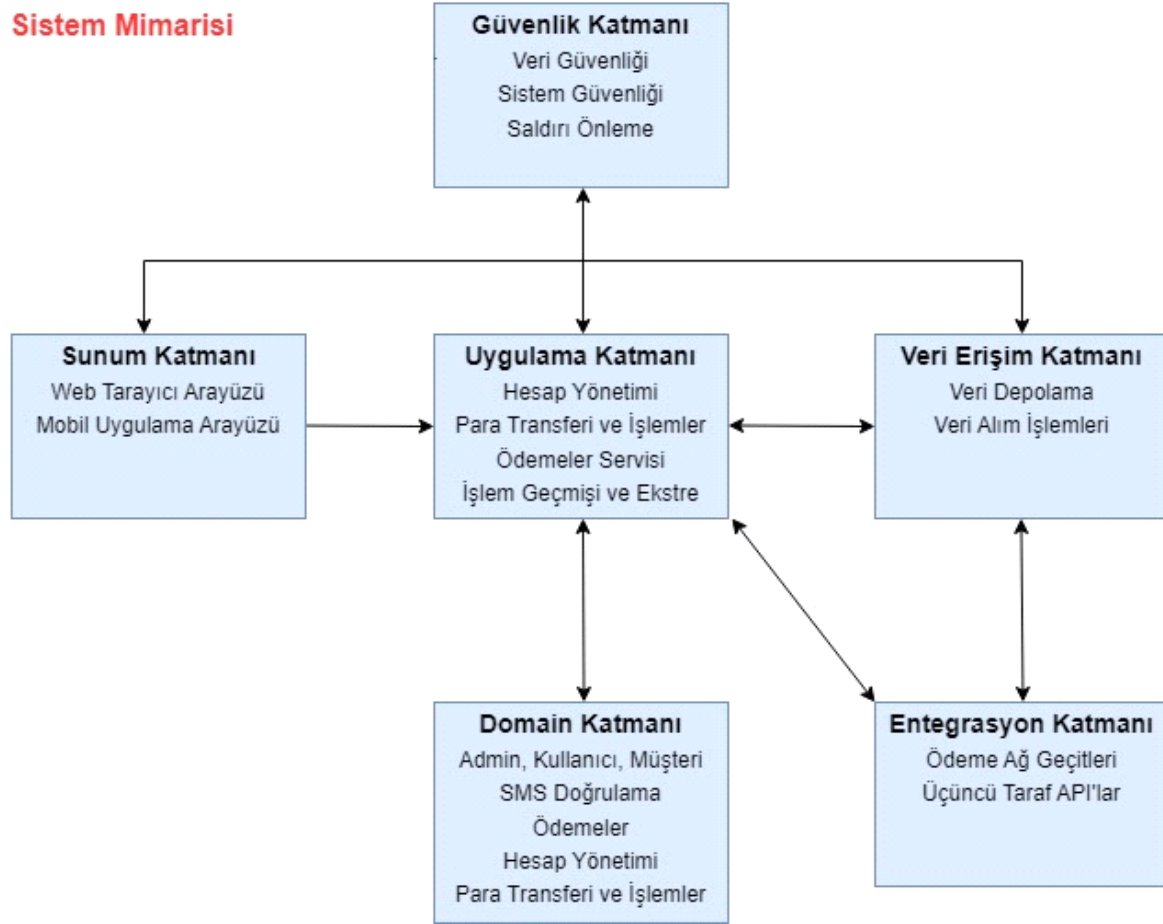 Sistem Mimarisi
Güvenlik Katmanı
Veri Güvenliği
Sistem Güvenliği
Saldırı Önleme
Sunum Katmanı
Web Tarayıcı Arayüzü
Mobil Uygulama Arayüzü
Uygulama Katmanı
Hesap Yönetimi
Para Transferi ve İşlemler
Ödemeler Servisi
İşlem Geçmişi ve Ekstre
Veri Erişim Katmanı
Veri Depolama
Veri Alım İşlemleri
Domain Katmanı
Admin, Kullanıcı, Müşteri
SMS Doğrulama
Ödemeler
Hesap Yönetimi
Para Transferi ve İşlemler
Entegrasyon Katmanı
Ödeme Ağ Geçitleri
Üçüncü Taraf API'lar